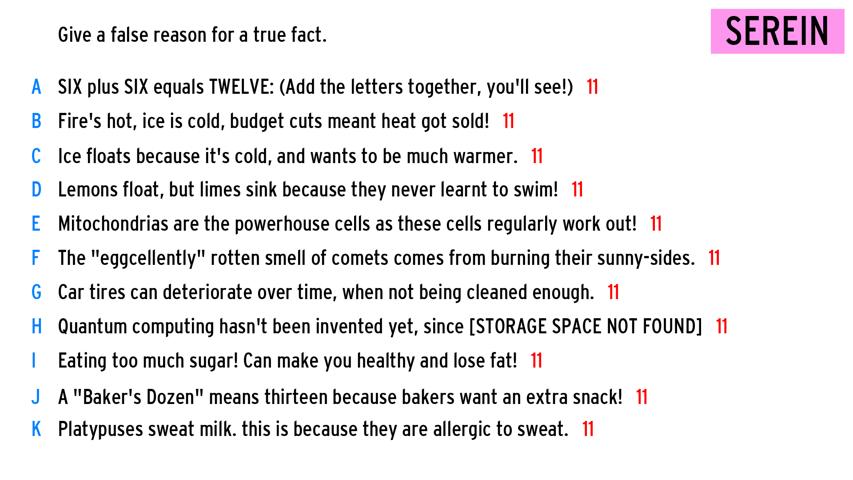 Give a false reason for a true fact.
SEREIN
A SIX plus SIX equals TWELVE: (Add the letters together, you'll see!) 11
B Fire's hot, ice is cold, budget cuts meant heat got sold! 11
C Ice floats because it's cold, and wants to be much warmer. 11
D Lemons float, but limes sink because they never learnt to swim! 11
E Mitochondrias are the powerhouse cells as these cells regularly work out! 11
F The "eggcellently" rotten smell of comets comes from burning their sunny-sides. 11
G Car tires can deteriorate over time, when not being cleaned enough. 11
H Quantum computing hasn't been invented yet, since [STORAGE SPACE NOT FOUND] 11
I Eating too much sugar! Can make you healthy and lose fat! 11
J A "Baker's Dozen" means thirteen because bakers want an extra snack! 11
K Platypuses sweat milk. this is because they are allergic to sweat. 11